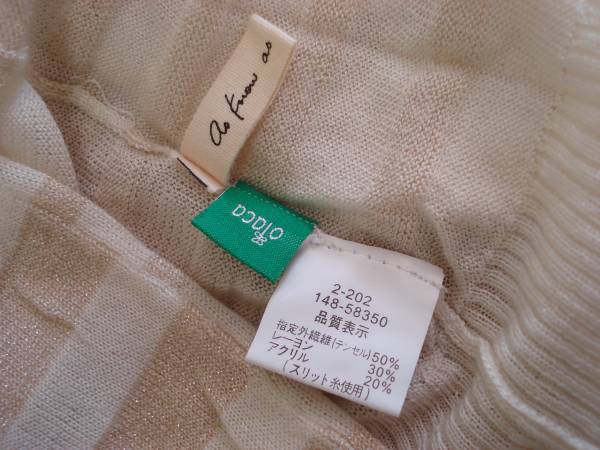 as know as
olaca
2-202
148-58350
品質表示
指定外繊維(テンセル)50%
レーヨン 30%
アクリル 20%
(スリット糸使用)